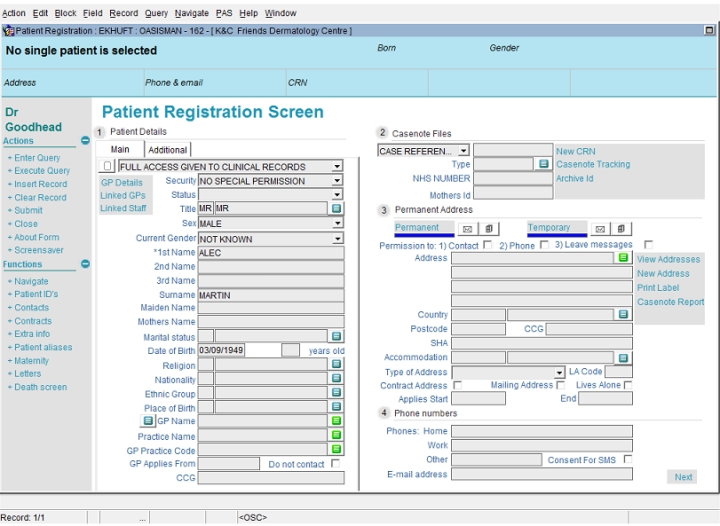 Action Edit Block Field Record Query Navigate PAS Help Window
Patient Registration : EKHUFT : OASISMAN - 162 - [ K&C Friends Dermatology Centre ]
No single patient is selected
Born
Gender
Address
Phone & email
CRN
Dr
Goodhead
Actions
+ Enter Query
+ Execute Query
+ Insert Record
+ Clear Record
+ Submit
+ Close
+ About Form
+ Screensaver
Functions
+ Navigate
+ Patient ID's
+ Contacts
+ Contracts
+ Extra info
+ Patient aliases
+ Maternity
+ Letters
+ Death screen
Patient Registration Screen
1 Patient Details
Main Additional
FULL ACCESS GIVEN TO CLINICAL RECORDS
GP Details
Linked GPs
Linked Staff
Security NO SPECIAL PERMISSION
Status
Title MR MR
Sex MALE
Current Gender NOT KNOWN
*1st Name ALEC
2nd Name
3rd Name
Surname MARTIN
Maiden Name
Mothers Name
Marital status
Date of Birth 03/09/1949 years old
Religion
Nationality
Ethnic Group
Place of Birth
GP Name
Practice Name
GP Practice Code
GP Applies From Do not contact
CCG
2 Casenote Files
CASE REFEREN...
Type
NHS NUMBER
Mothers Id
New CRN
Casenote Tracking
Archive Id
3 Permanent Address
Permanent Temporary
Permission to: 1) Contact 2) Phone 3) Leave messages
Address
View Addresses
New Address
Print Label
Casenote Report
Country
Postcode CCG
SHA
Accommodation
Type of Address LA Code
Contract Address Mailing Address Lives Alone
Applies Start End
4 Phone numbers
Phones: Home
Work
Other Consent For SMS
E-mail address
Next
Record: 1/1 ... <OSC>